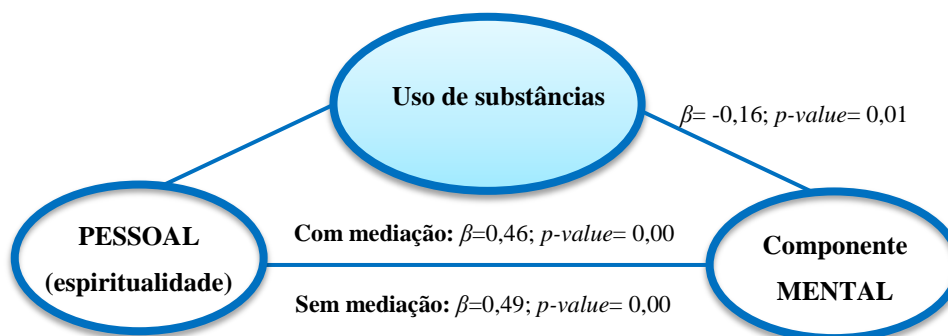 Uso de substâncias
β= -0,16; p-value= 0,01
PESSOAL
(espiritualidade)
Com mediação: β=0,46; p-value= 0,00
Sem mediação: β=0,49; p-value= 0,00
Componente
MENTAL